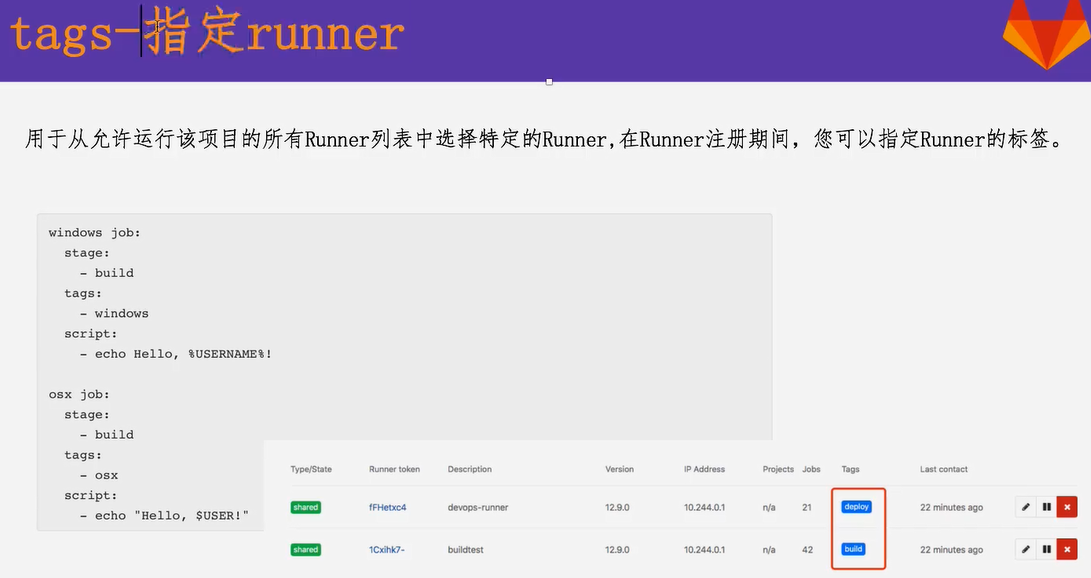 tags-指定runner
用于从允许运行该项目的所有Runner列表中选择特定的Runner,在Runner注册期间，您可以指定Runner的标签。
windows job:
  stage:
    - build
  tags:
    - windows
  script:
    - echo Hello, %USERNAME%!
osx job:
  stage:
    - build
  tags:
    - osx
  script:
    - echo "Hello, $USER!"
Type/State Runner token Description Version IP Address Projects Jobs Tags Last contact
shared fFHetxc4 devops-runner 12.9.0 10.244.0.1 n/a 21 deploy 22 minutes ago
shared 1Cxihk7- buildtest 12.9.0 10.244.0.1 n/a 42 build 22 minutes ago